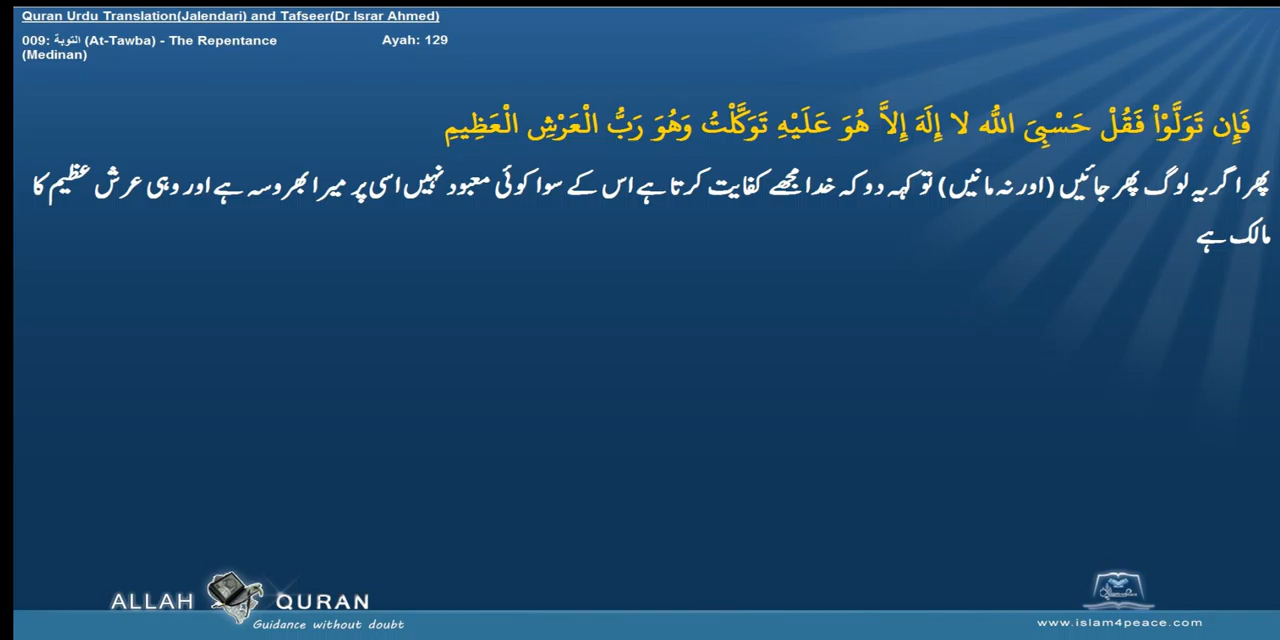 Quran Urdu Translation(Jalendari) and Tafseer(Dr Israr Ahmed)
009: التوبة (At-Tawba) - The Repentance Ayah: 129
(Medinan)
فَإِن تَوَلَّوْاْ فَقُلْ حَسْبِيَ اللّهُ لا إِلَهَ إِلاَّ هُوَ عَلَيْهِ تَوَكَّلْتُ وَهُوَ رَبُّ الْعَرْشِ الْعَظِيمِ
پھر اگر یہ لوگ پھر جائیں (اور نہ مانیں) تو کہہ دو کہ خدا مجھے کفایت کرتا ہے اس کے سوا کوئی معبود نہیں اسی پر میرا بھروسہ ہے اور وہی عرش عظیم کا
مالک ہے
ALLAH QURAN
Guidance without doubt
www.islam4peace.com